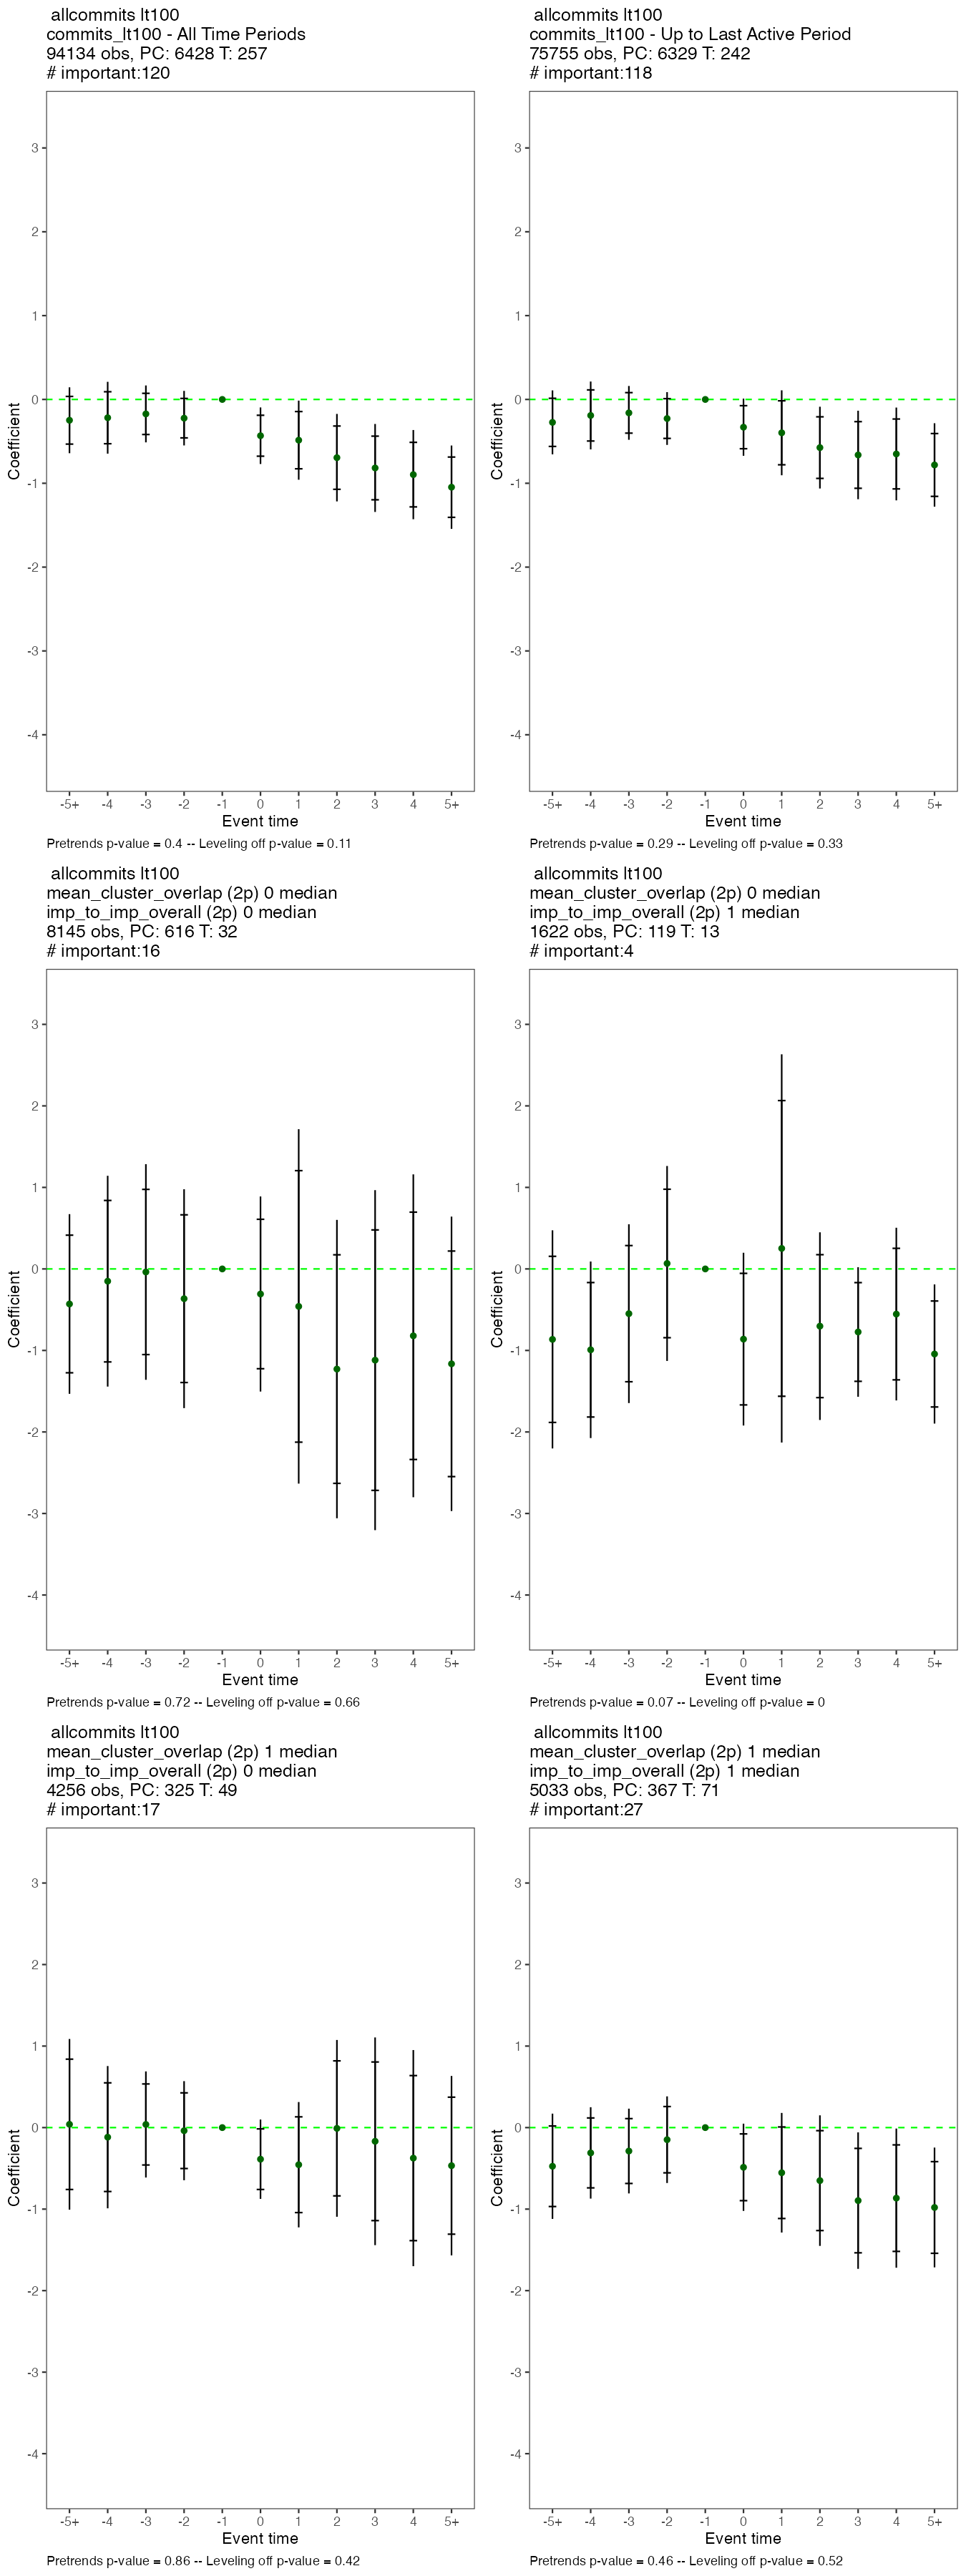 allcommits lt100
commits_lt100 - All Time Periods
94134 obs, PC: 6428 T: 257
# important:120
3
2
1
0
-1
-2
-3
-4
Coefficient
-5+ -4 -3 -2 -1 0 1 2 3 4 5+
Event time
Pretrends p-value = 0.4 -- Leveling off p-value = 0.11
allcommits lt100
commits_lt100 - Up to Last Active Period
75755 obs, PC: 6329 T: 242
# important:118
3
2
1
0
-1
-2
-3
-4
Coefficient
-5+ -4 -3 -2 -1 0 1 2 3 4 5+
Event time
Pretrends p-value = 0.29 -- Leveling off p-value = 0.33
allcommits lt100
mean_cluster_overlap (2p) 0 median
imp_to_imp_overall (2p) 0 median
8145 obs, PC: 616 T: 32
# important:16
3
2
1
0
-1
-2
-3
-4
Coefficient
-5+ -4 -3 -2 -1 0 1 2 3 4 5+
Event time
Pretrends p-value = 0.72 -- Leveling off p-value = 0.66
allcommits lt100
mean_cluster_overlap (2p) 0 median
imp_to_imp_overall (2p) 1 median
1622 obs, PC: 119 T: 13
# important:4
3
2
1
0
-1
-2
-3
-4
Coefficient
-5+ -4 -3 -2 -1 0 1 2 3 4 5+
Event time
Pretrends p-value = 0.07 -- Leveling off p-value = 0
allcommits lt100
mean_cluster_overlap (2p) 1 median
imp_to_imp_overall (2p) 0 median
4256 obs, PC: 325 T: 49
# important:17
3
2
1
0
-1
-2
-3
-4
Coefficient
-5+ -4 -3 -2 -1 0 1 2 3 4 5+
Event time
Pretrends p-value = 0.86 -- Leveling off p-value = 0.42
allcommits lt100
mean_cluster_overlap (2p) 1 median
imp_to_imp_overall (2p) 1 median
5033 obs, PC: 367 T: 71
# important:27
3
2
1
0
-1
-2
-3
-4
Coefficient
-5+ -4 -3 -2 -1 0 1 2 3 4 5+
Event time
Pretrends p-value = 0.46 -- Leveling off p-value = 0.52